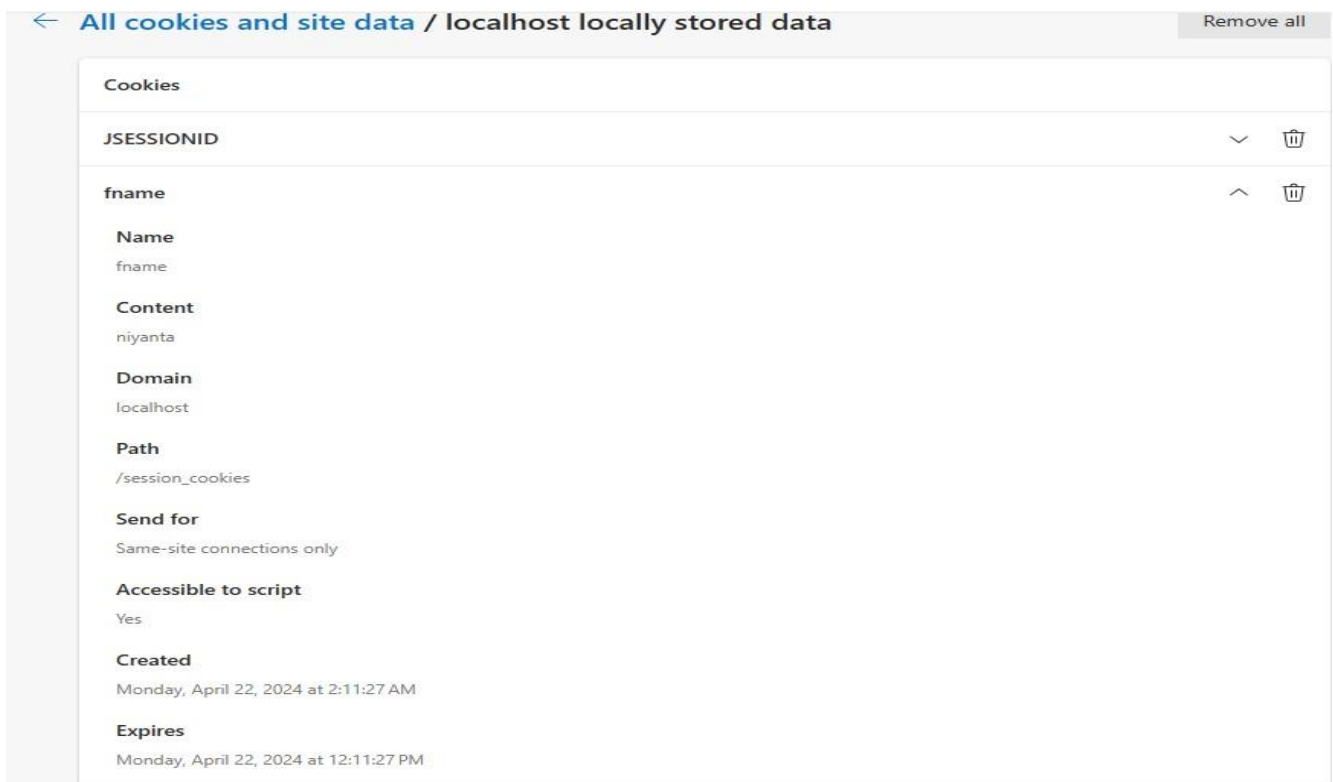 All cookies and site data / localhost locally stored data
Remove all
Cookies
JSESSIONID
fname
Name
fname
Content
niyanta
Domain
localhost
Path
/session_cookies
Send for
Same-site connections only
Accessible to script
Yes
Created
Monday, April 22, 2024 at 2:11:27 AM
Expires
Monday, April 22, 2024 at 12:11:27 PM